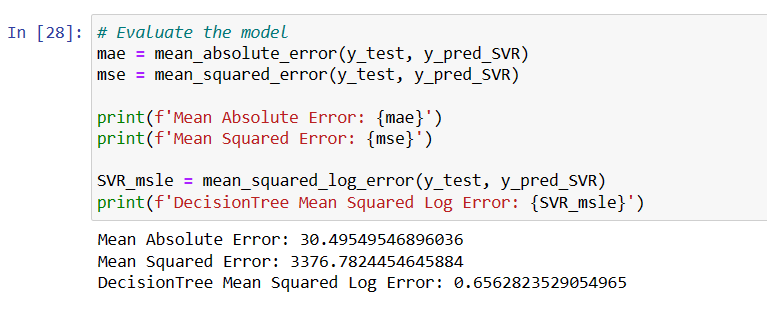 In [28]: # Evaluate the model
mae = mean_absolute_error(y_test, y_pred_SVR)
mse = mean_squared_error(y_test, y_pred_SVR)
print(f'Mean Absolute Error: {mae}')
print(f'Mean Squared Error: {mse}')
SVR_msle = mean_squared_log_error(y_test, y_pred_SVR)
print(f'DecisionTree Mean Squared Log Error: {SVR_msle}')
Mean Absolute Error: 30.49549546896036
Mean Squared Error: 3376.7824454645884
DecisionTree Mean Squared Log Error: 0.6562823529054965